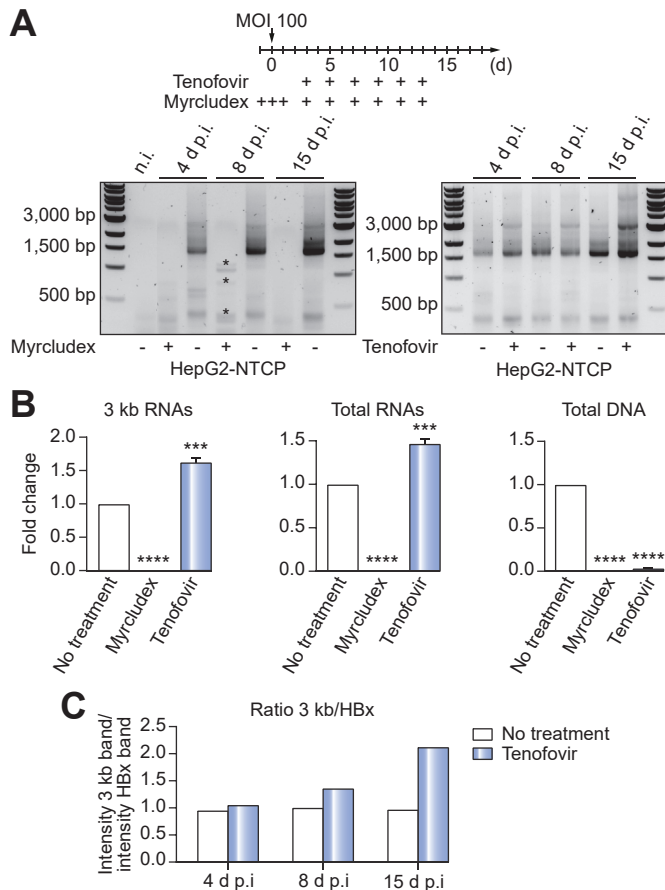 A
MOI 100
0 5 10 15 (d)
Tenofovir + + + + + +
Myrcludex +++ + + + + + +
n.i. 4 d p.i. 8 d p.i. 15 d p.i.
3,000 bp
1,500 bp
500 bp
*
*
*
Myrcludex - + - + - + -
HepG2-NTCP
4 d p.i. 8 d p.i. 15 d p.i.
3,000 bp
1,500 bp
500 bp
Tenofovir - + - + - +
HepG2-NTCP
B
3 kb RNAs
Fold change
2.0
1.5
1.0
0.5
0.0
****
***
No treatment
Myrcludex
Tenofovir
Total RNAs
1.5
1.0
0.5
0.0
****
***
No treatment
Myrcludex
Tenofovir
Total DNA
1.5
1.0
0.5
0.0
****
****
No treatment
Myrcludex
Tenofovir
C
Ratio 3 kb/HBx
Intensity 3 kb band/
intensity HBx band
2.5
2.0
1.5
1.0
0.5
0.0
4 d p.i 8 d p.i 15 d p.i
No treatment
Tenofovir